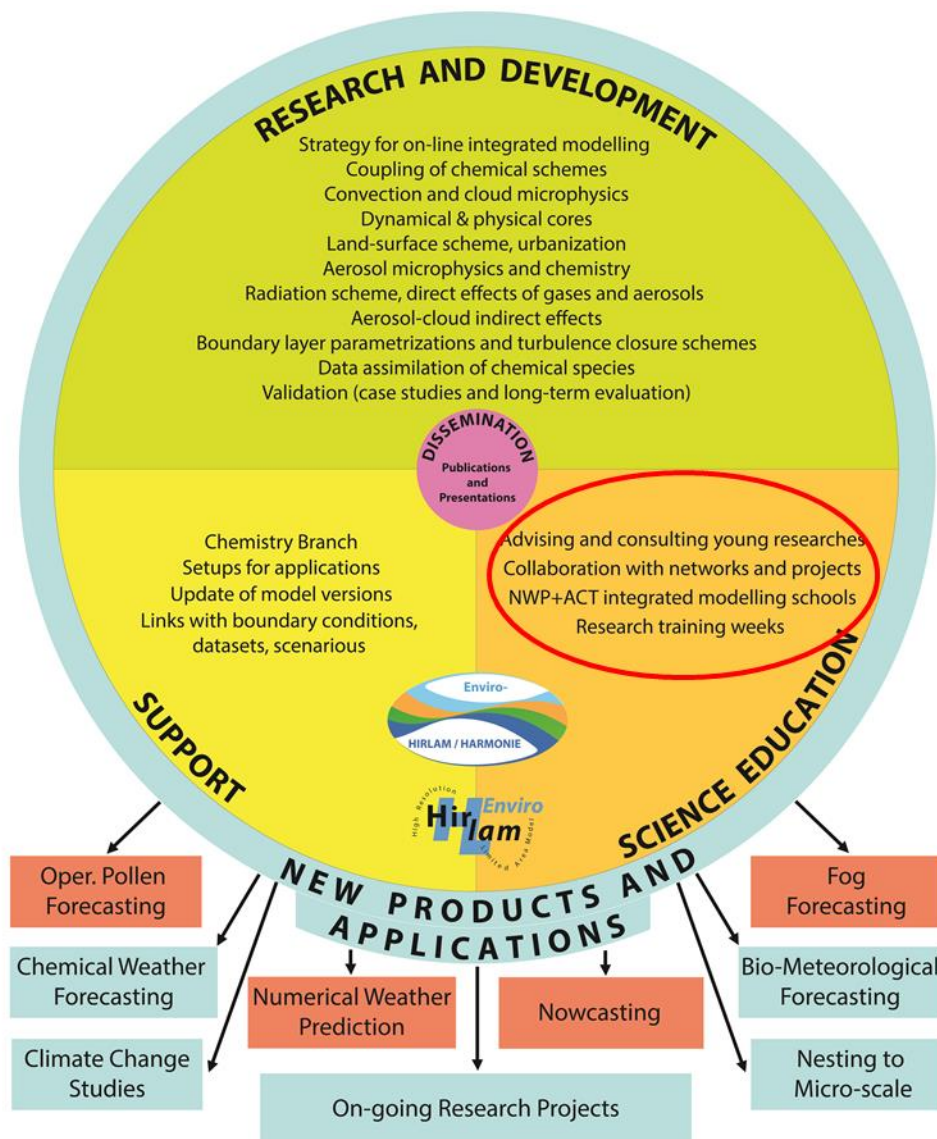 RESEARCH AND DEVELOPMENT
Strategy for on-line integrated modelling
Coupling of chemical schemes
Convection and cloud microphysics
Dynamical & physical cores
Land-surface scheme, urbanization
Aerosol microphysics and chemistry
Radiation scheme, direct effects of gases and aerosols
Aerosol-cloud indirect effects
Boundary layer parametrizations and turbulence closure schemes
Data assimilation of chemical species
Validation (case studies and long-term evaluation)
DISSEMINATION
Publications
and
Presentations
Chemistry Branch
Setups for applications
Update of model versions
Links with boundary conditions,
datasets, scenarious
SUPPORT
Advising and consulting young researches
Collaboration with networks and projects
NWP+ACT integrated modelling schools
Research training weeks
SCIENCE EDUCATION
Enviro-
HIRLAM / HARMONIE
High Resolution
Enviro
Hirlam
Limited Area Model
NEW PRODUCTS AND
APPLICATIONS
Oper. Pollen
Forecasting
Chemical Weather
Forecasting
Climate Change
Studies
Numerical Weather
Prediction
On-going Research Projects
Nowcasting
Fog
Forecasting
Bio-Meteorological
Forecasting
Nesting to
Micro-scale